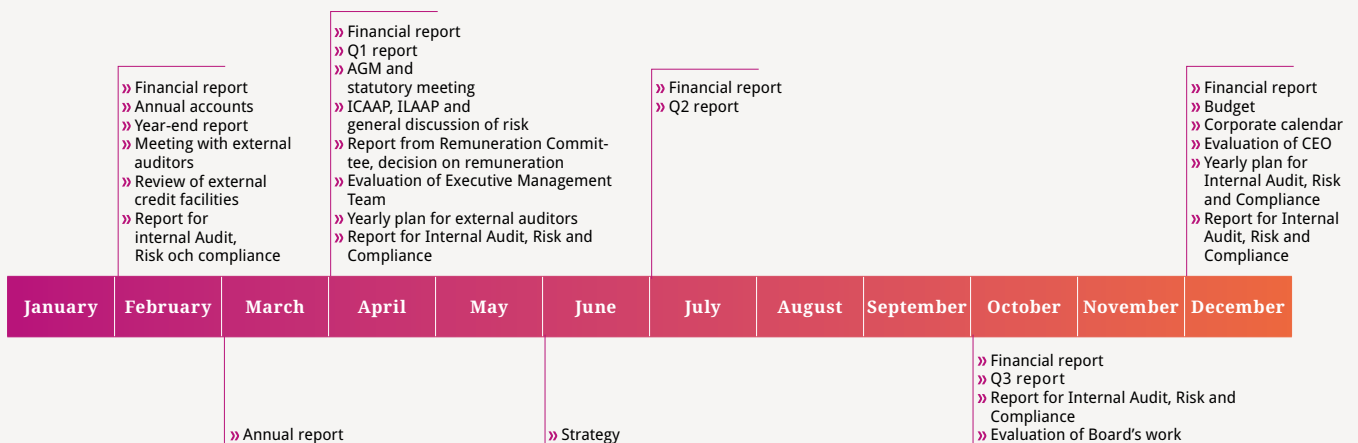 » Financial report
» Annual accounts
» Year-end report
» Meeting with external
auditors
» Review of external
credit facilities
» Report for
internal Audit,
Risk och compliance
» Financial report
» Q1 report
» AGM and
statutory meeting
» ICAAP, ILAAP and
general discussion of risk
» Report from Remuneration Commit-
tee, decision on remuneration
» Evaluation of Executive Management
Team
» Yearly plan for external auditors
» Report for Internal Audit, Risk and
Compliance
» Financial report
» Q2 report
» Financial report
» Budget
» Corporate calendar
» Evaluation of CEO
» Yearly plan for
Internal Audit, Risk
and Compliance
» Report for Internal
Audit, Risk and
Compliance
January February March April May June July August September October November December
» Annual report
» Strategy
» Financial report
» Q3 report
» Report for Internal Audit, Risk and
Compliance
» Evaluation of Board’s work